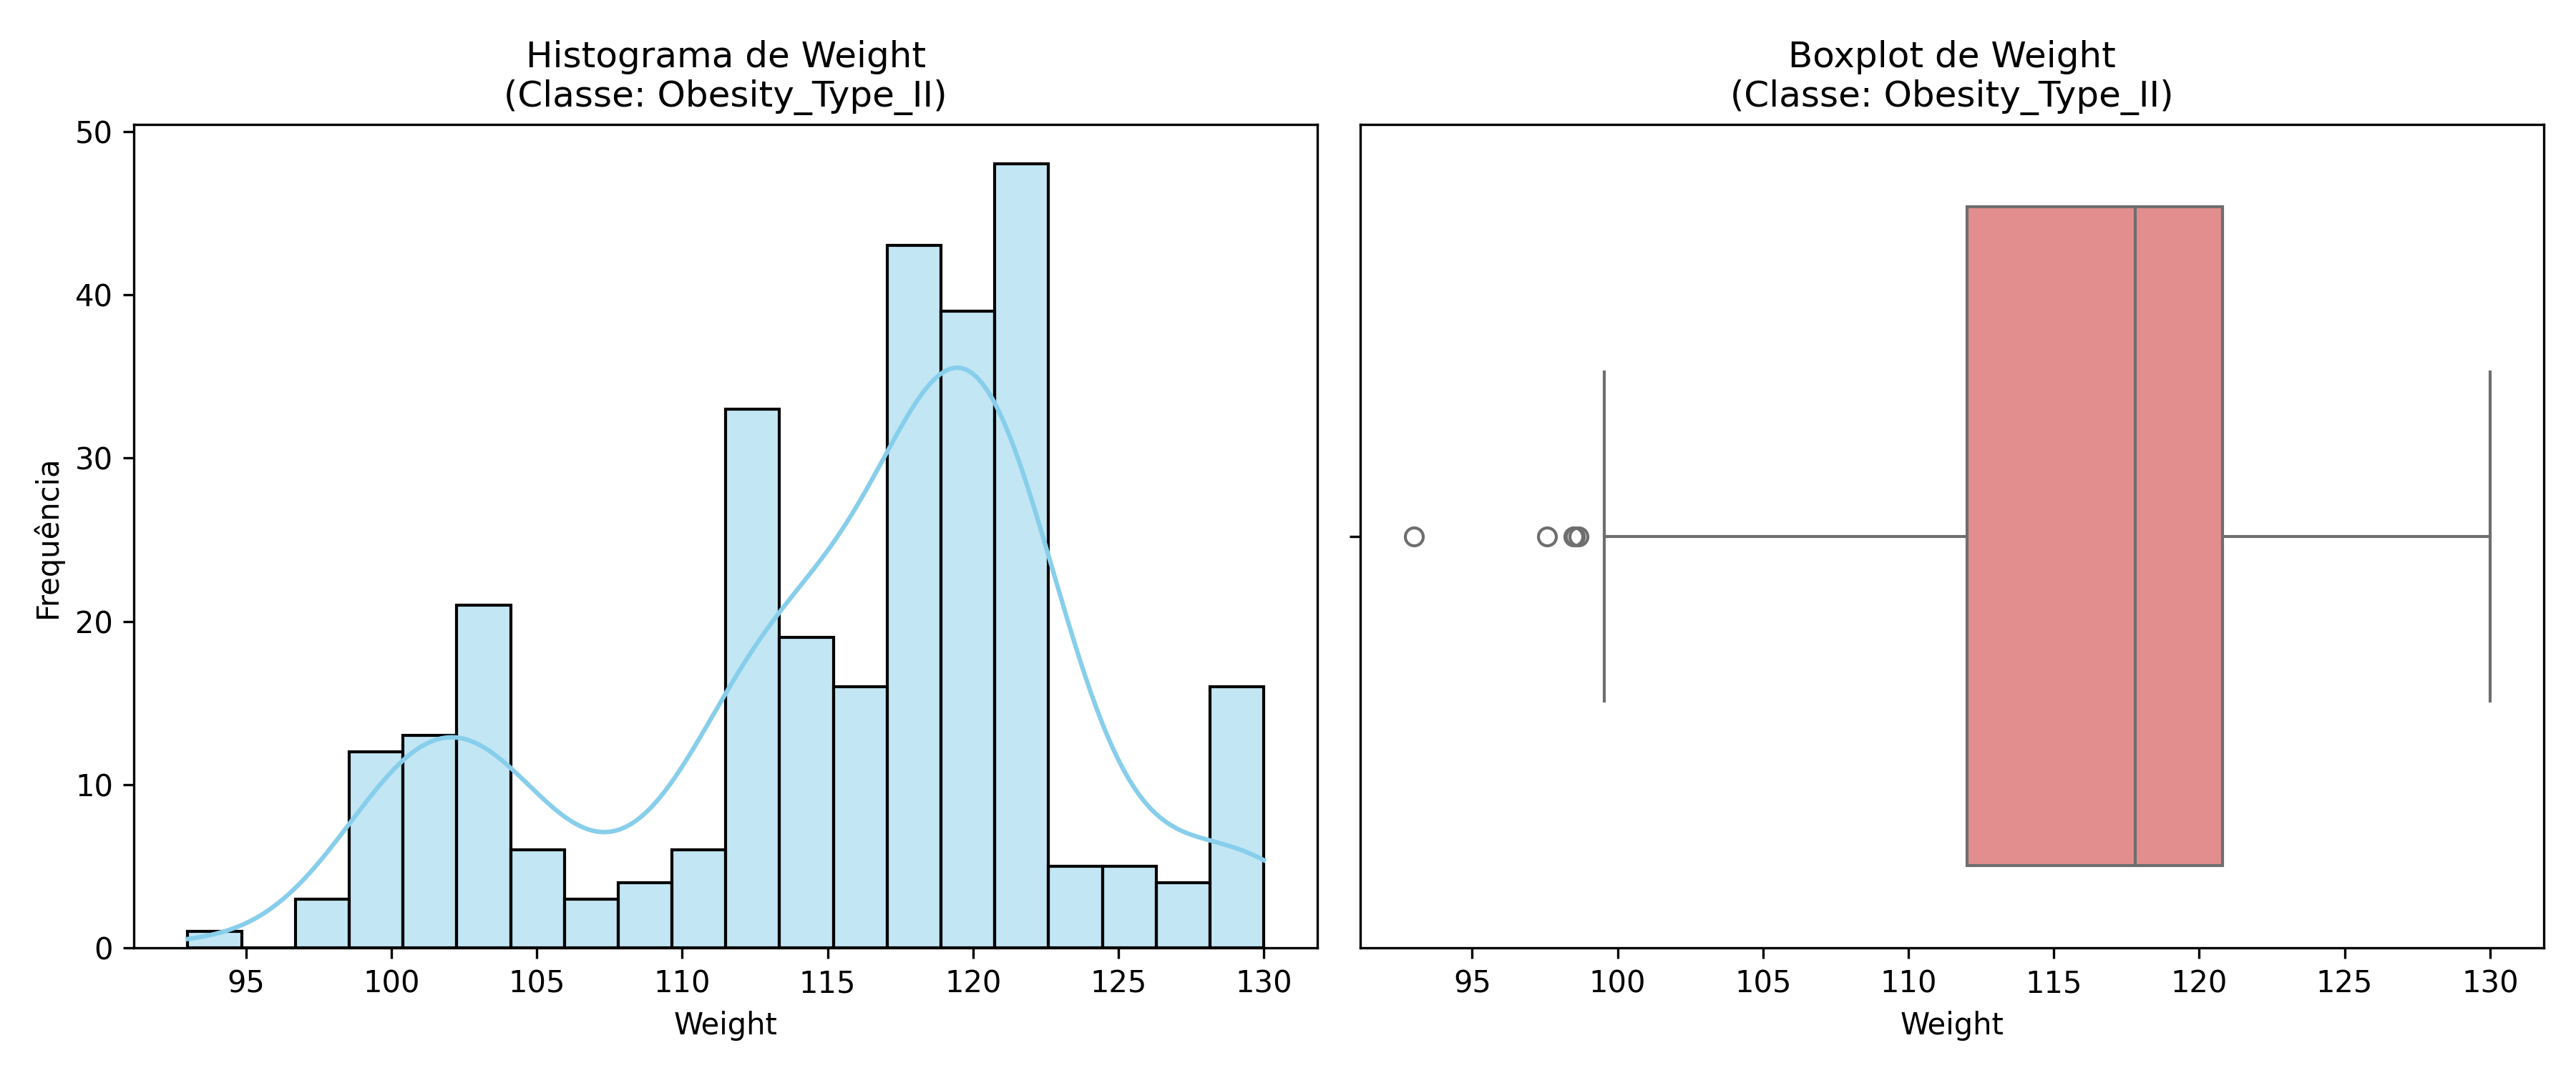 Histograma de Weight
(Classe: Obesity_Type_II)
50
40
30
20
10
0
Frequência
95 100 105 110 115 120 125 130
Weight
Boxplot de Weight
(Classe: Obesity_Type_II)
95 100 105 110 115 120 125 130
Weight